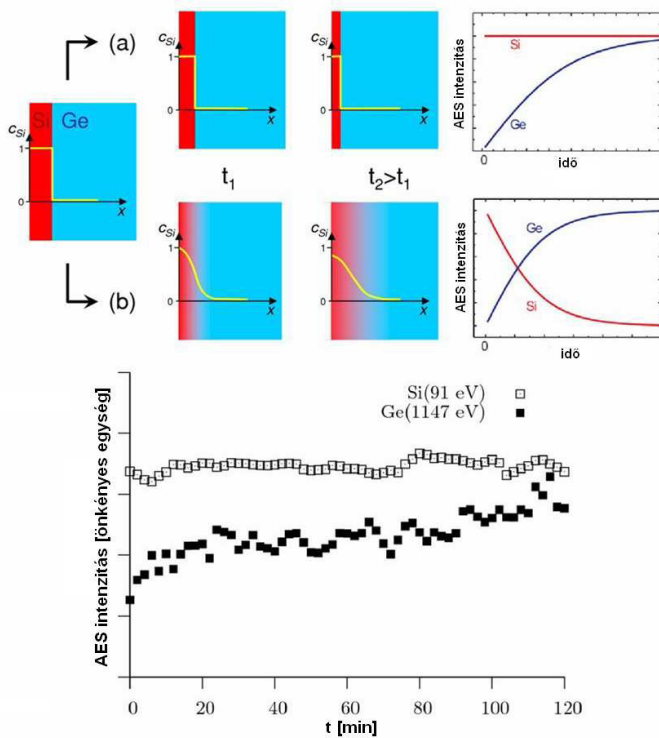 (a)
c_Si
1
0
x
c_Si
1
0
x
AES intenzitás
Si
Ge
0
idő
c_Si
Si Ge
1
0
x
t₁
t₂>t₁
(b)
c_Si
1
0
x
c_Si
1
0
x
AES intenzitás
Ge
Si
0
idő
AES intenzitás [önkényes egység]
Si(91 eV)
Ge(1147 eV)
0 20 40 60 80 100 120
t [min]